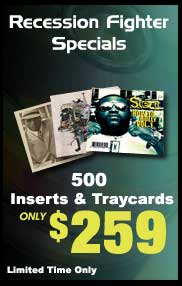 Recession Fighter
Specials
500
Inserts & Traycards
ONLY $259
Limited Time Only